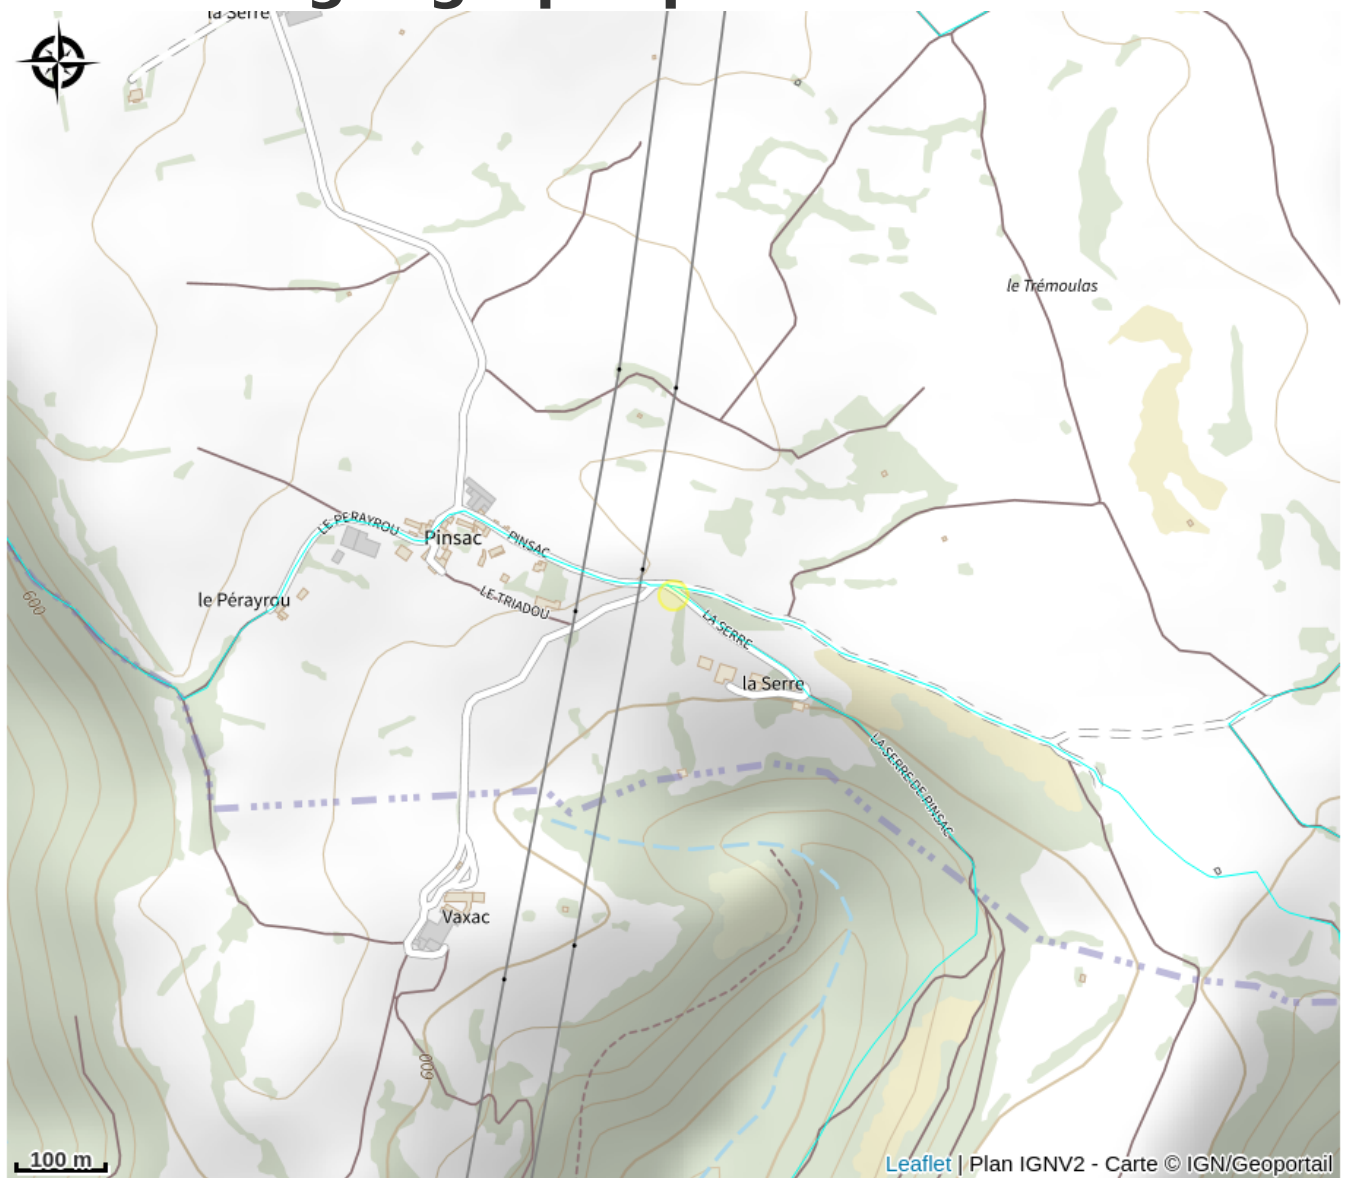 la Serre
le Trémoulas
LE PERAYROU
Pinsac
PINSAC
le Pérayrou
LE TRIADOU
600
LA SERRE
la Serre
LA SERRE DE PINSAC
Vaxac
600
100 m
Leaflet | Plan IGNV2 - Carte © IGN/Geoportail